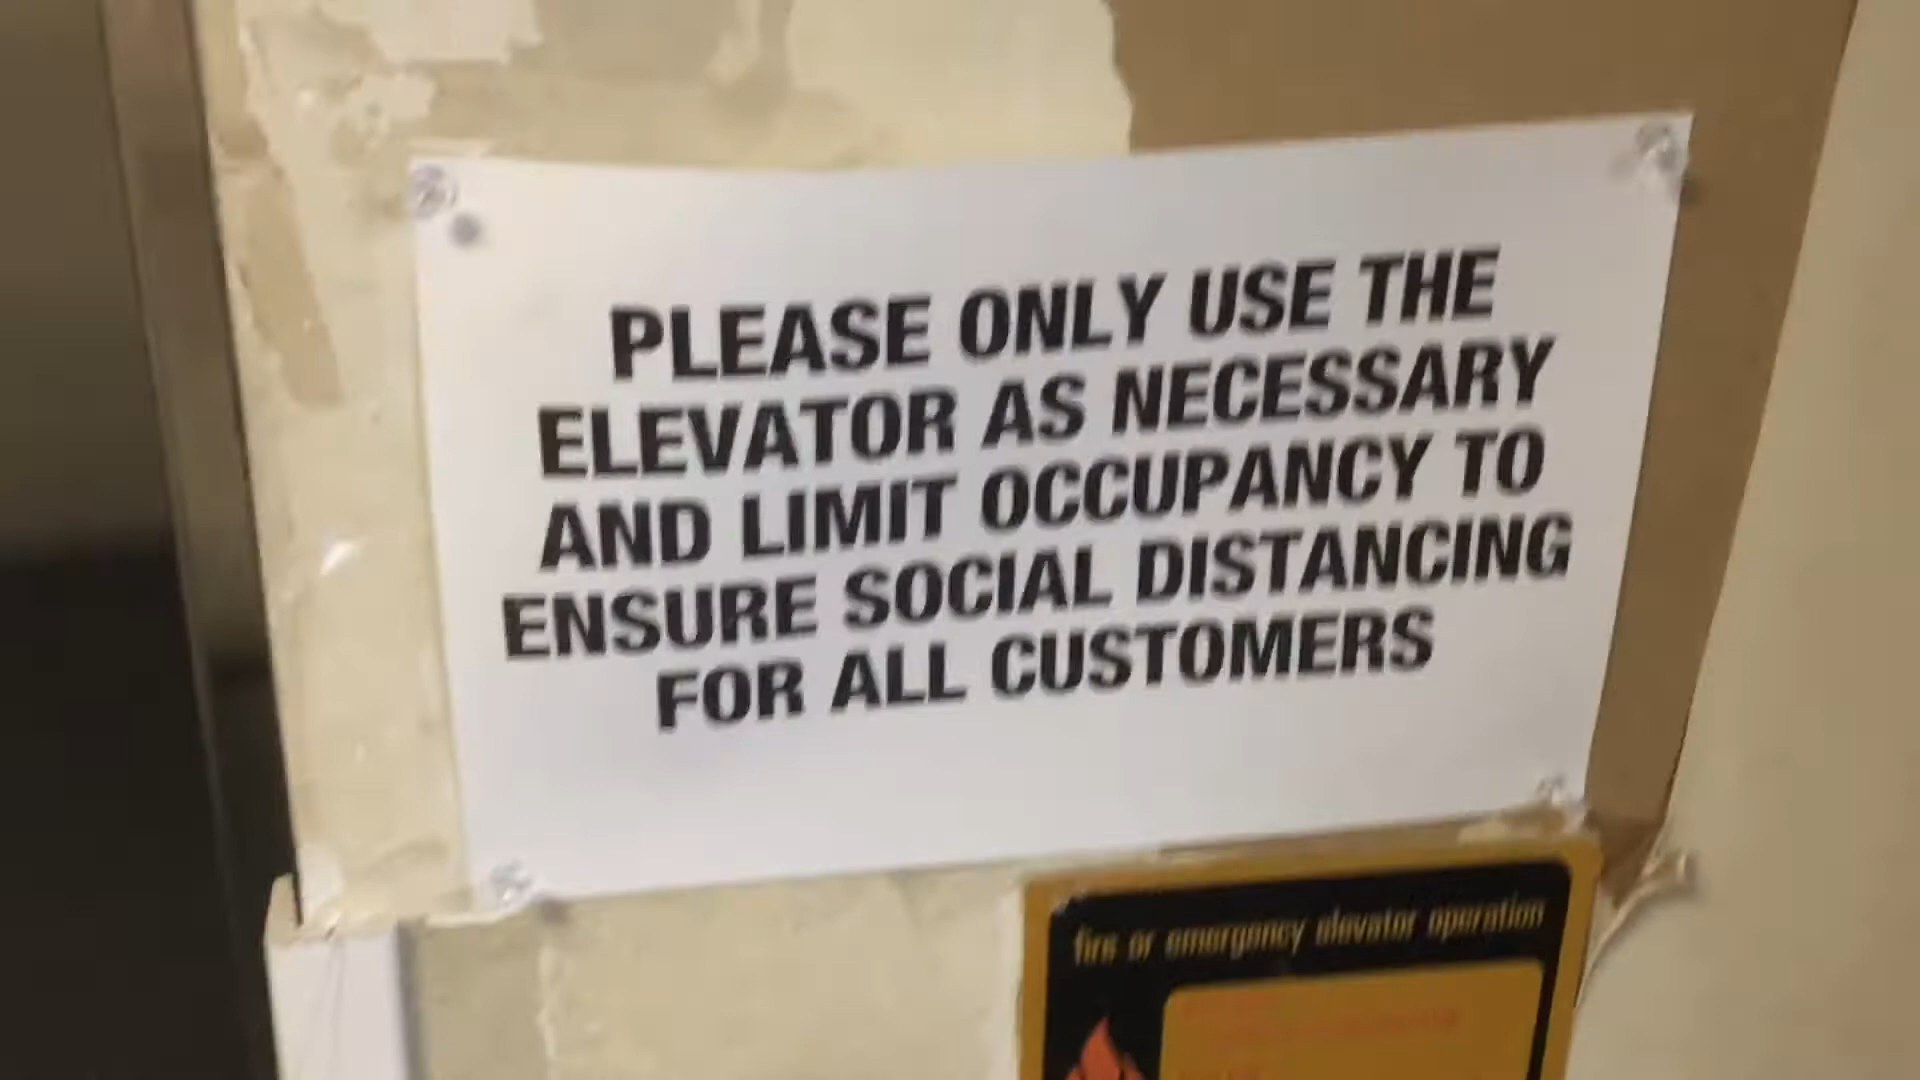 PLEASE ONLY USE THE
ELEVATOR AS NECESSARY
AND LIMIT OCCUPANCY TO
ENSURE SOCIAL DISTANCING
FOR ALL CUSTOMERS
fire or emergency elevator operation